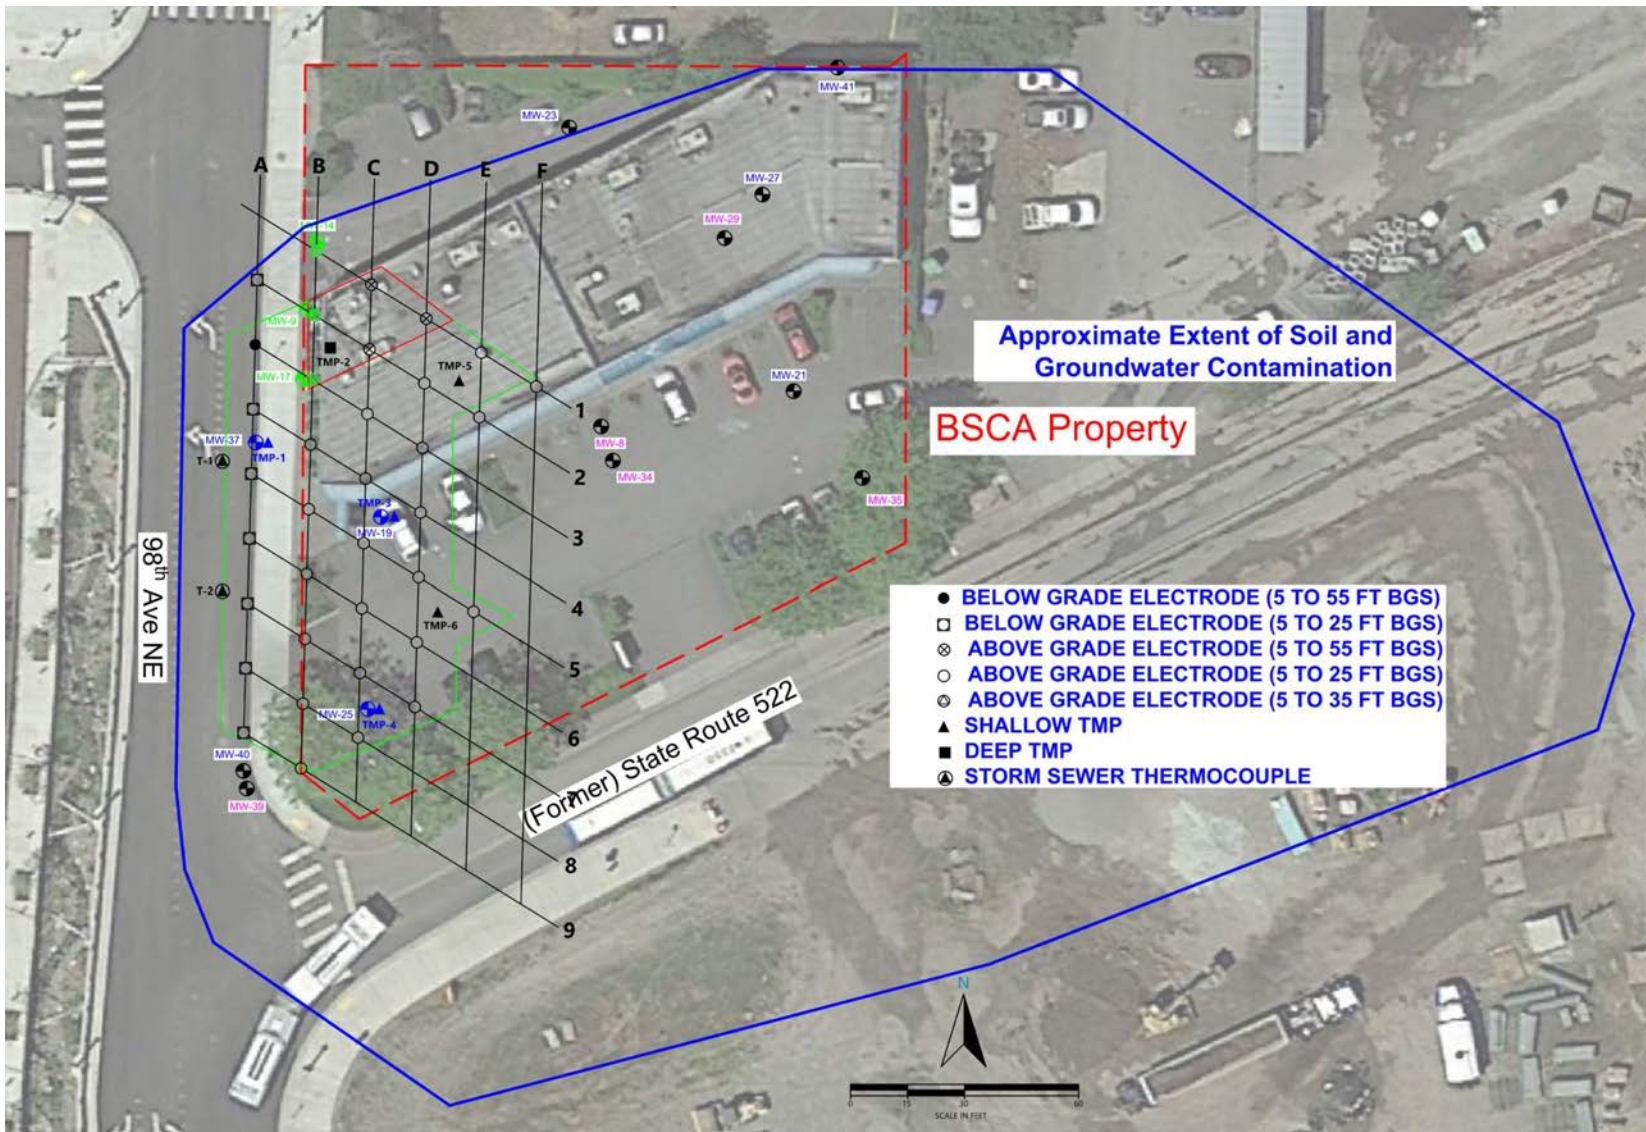 MW-41
MW-23
A
B
C
D
E
F
MW-27
MW-29
MW-14
MW-9
TMP-2
TMP-5
MW-17
MW-21
Approximate Extent of Soil and
Groundwater Contamination
1
BSCA Property
MW-37
TMP-1
T-1
MW-8
MW-34
2
MW-35
TMP-3
MW-19
3
98th Ave NE
T-2
4
TMP-6
BELOW GRADE ELECTRODE (5 TO 55 FT BGS)
BELOW GRADE ELECTRODE (5 TO 25 FT BGS)
ABOVE GRADE ELECTRODE (5 TO 55 FT BGS)
ABOVE GRADE ELECTRODE (5 TO 25 FT BGS)
ABOVE GRADE ELECTRODE (5 TO 35 FT BGS)
SHALLOW TMP
DEEP TMP
STORM SEWER THERMOCOUPLE
5
MW-25
TMP-4
6
MW-40
MW-39
(Former) State Route 522
8
9
N
0 15 30 60
SCALE IN FEET